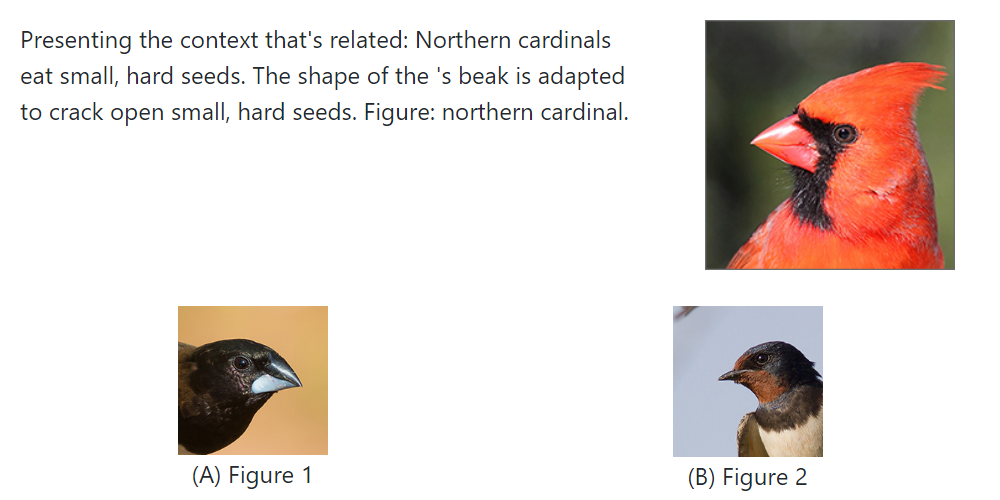 Presenting the context that's related: Northern cardinals
eat small, hard seeds. The shape of the 's beak is adapted
to crack open small, hard seeds. Figure: northern cardinal.
(A) Figure 1
(B) Figure 2